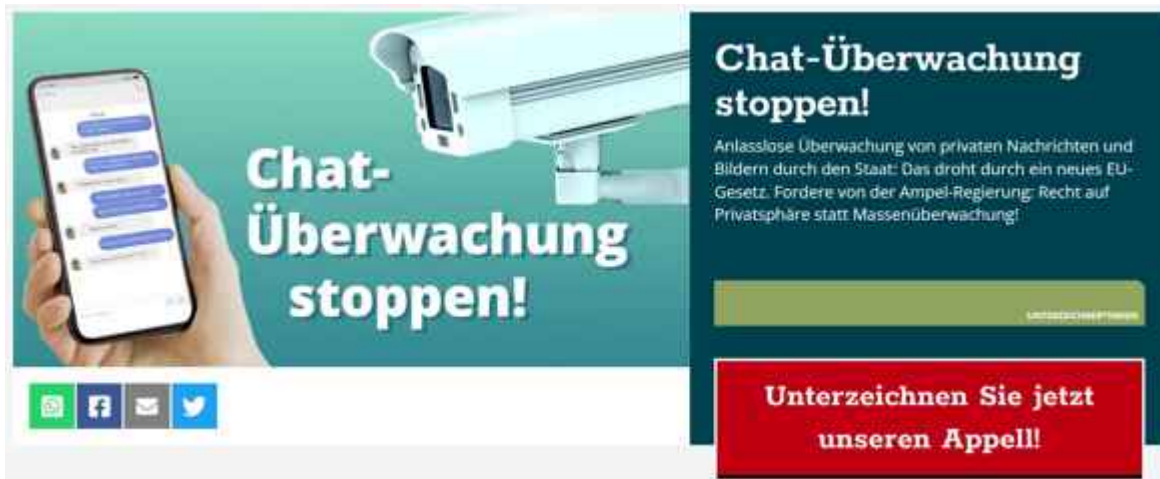 Chat-
Überwachung
stoppen!
Chat-Überwachung
stoppen!
Anlasslose Überwachung von privaten Nachrichten und
Bildern durch den Staat: Das droht durch ein neues EU-
Gesetz. Fordere von der Ampel-Regierung: Recht auf
Privatsphäre statt Massenüberwachung!
Unterzeichnen Sie jetzt
unseren Appell!